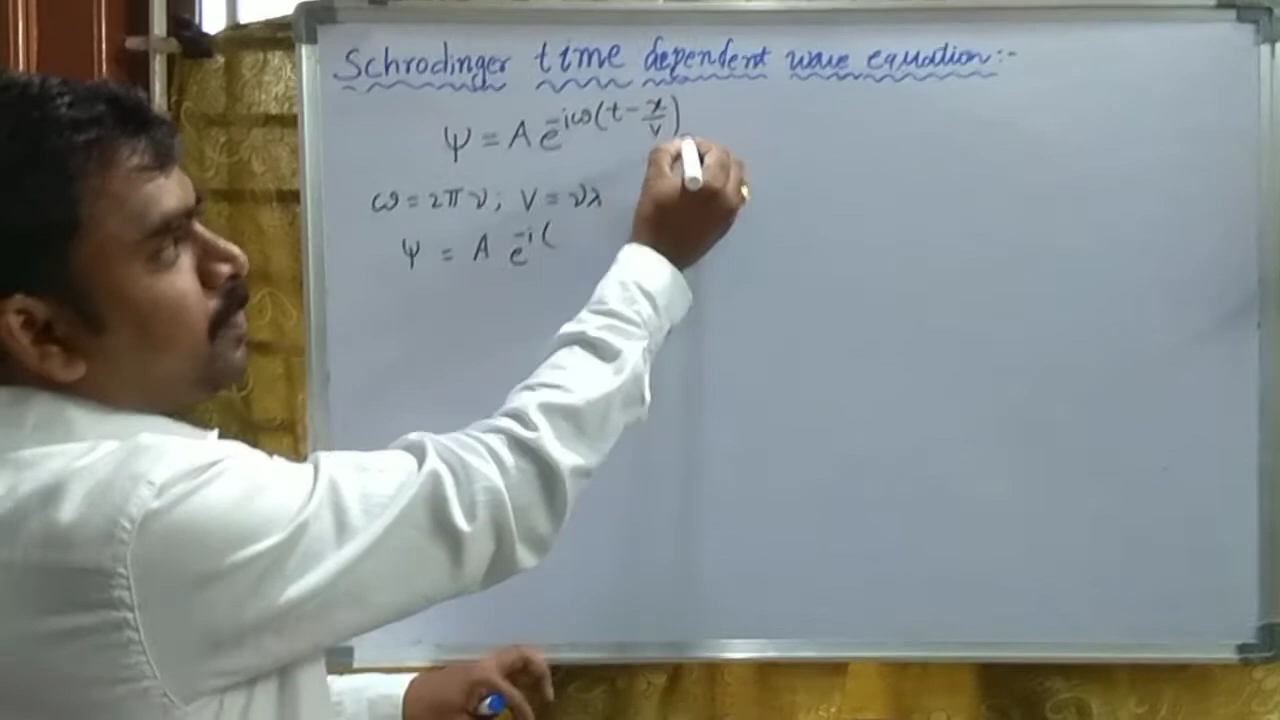 Schrodinger time dependent wave equation:-
Ψ = A e^{-iω(t - x/v)}
ω = 2πν; V = νλ
Ψ = A e^{-i(